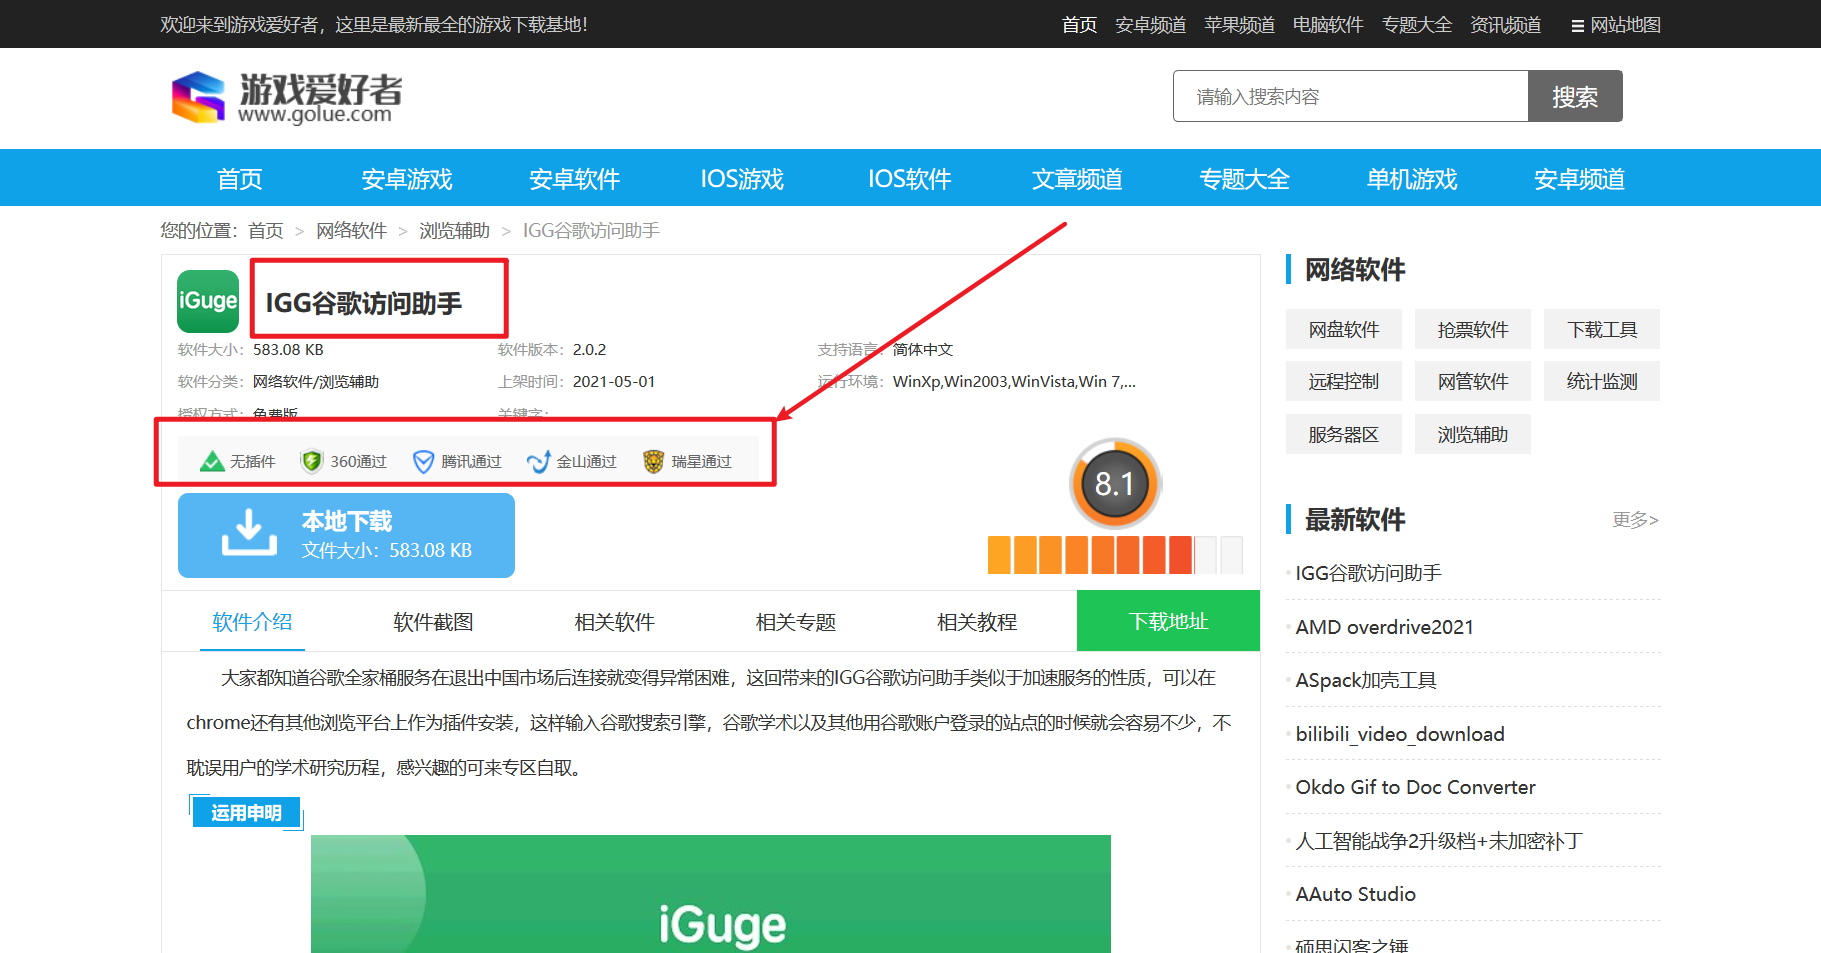 欢迎来到游戏爱好者，这里是最新最全的游戏下载基地！
首页 安卓频道 苹果频道 电脑软件 专题大全 资讯频道 网站地图
游戏爱好者
www.golue.com
请输入搜索内容 搜索
首页 安卓游戏 安卓软件 IOS游戏 IOS软件 文章频道 专题大全 单机游戏 安卓频道
您的位置：首页 > 网络软件 > 浏览辅助 > IGG谷歌访问助手
iGuge
IGG谷歌访问助手
软件大小：583.08 KB 软件版本：2.0.2 支持语言：简体中文
软件分类：网络软件/浏览辅助 上架时间：2021-05-01 运行环境：WinXp,Win2003,WinVista,Win 7,...
授权方式：免费版 关键字：
无插件 360通过 腾讯通过 金山通过 瑞星通过
8.1
本地下载
文件大小：583.08 KB
软件介绍 软件截图 相关软件 相关专题 相关教程 下载地址
大家都知道谷歌全家桶服务在退出中国市场后连接就变得异常困难，这回带来的IGG谷歌访问助手类似于加速服务的性质，可以在
chrome还有其他浏览平台上作为插件安装，这样输入谷歌搜索引擎，谷歌学术以及其他用谷歌账户登录的站点的时候就会容易不少，不
耽误用户的学术研究历程，感兴趣的可来专区自取。
运用申明
iGuge
网络软件
网盘软件 抢票软件 下载工具
远程控制 网管软件 统计监测
服务器区 浏览辅助
最新软件 更多>
IGG谷歌访问助手
AMD overdrive2021
ASpack加壳工具
bilibili_video_download
Okdo Gif to Doc Converter
人工智能战争2升级档+未加密补丁
AAuto Studio
硕思闪客之锤